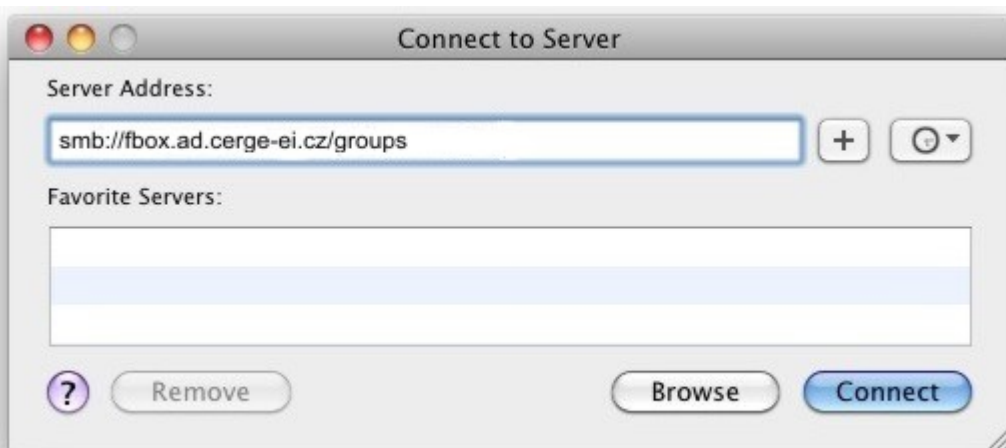 Connect to Server
Server Address:
smb://fbox.ad.cerge-ei.cz/groups
+
Favorite Servers:
?
Remove
Browse
Connect